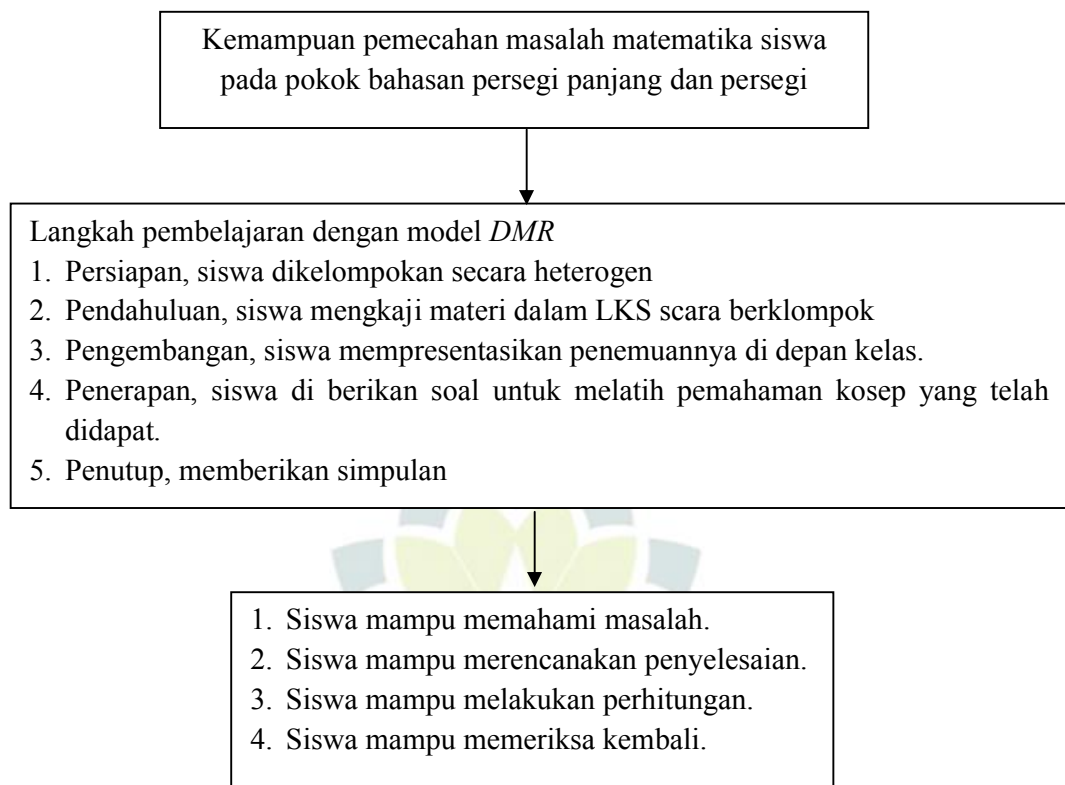 Kemampuan pemecahan masalah matematika siswa
pada pokok bahasan persegi panjang dan persegi
Langkah pembelajaran dengan model DMR
1. Persiapan, siswa dikelompokan secara heterogen
2. Pendahuluan, siswa mengkaji materi dalam LKS scara berklompok
3. Pengembangan, siswa mempresentasikan penemuannya di depan kelas.
4. Penerapan, siswa di berikan soal untuk melatih pemahaman kosep yang telah
didapat.
5. Penutup, memberikan simpulan
1. Siswa mampu memahami masalah.
2. Siswa mampu merencanakan penyelesaian.
3. Siswa mampu melakukan perhitungan.
4. Siswa mampu memeriksa kembali.